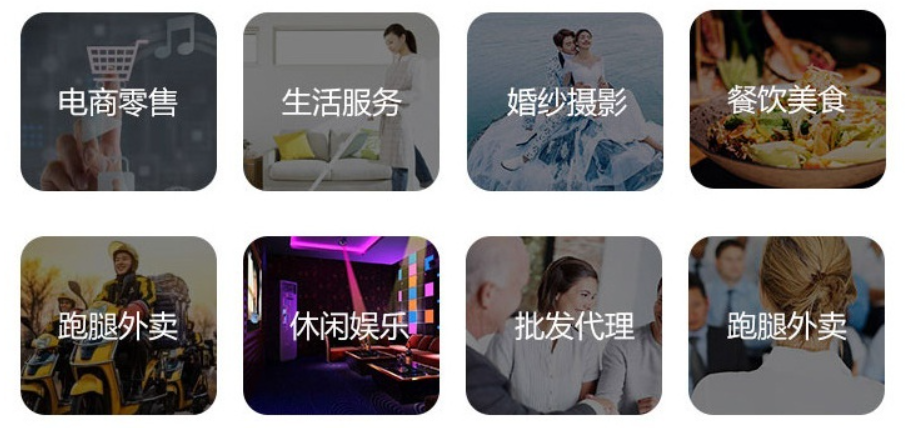 电商零售
生活服务
婚纱摄影
餐饮美食
跑腿外卖
休闲娱乐
批发代理
跑腿外卖